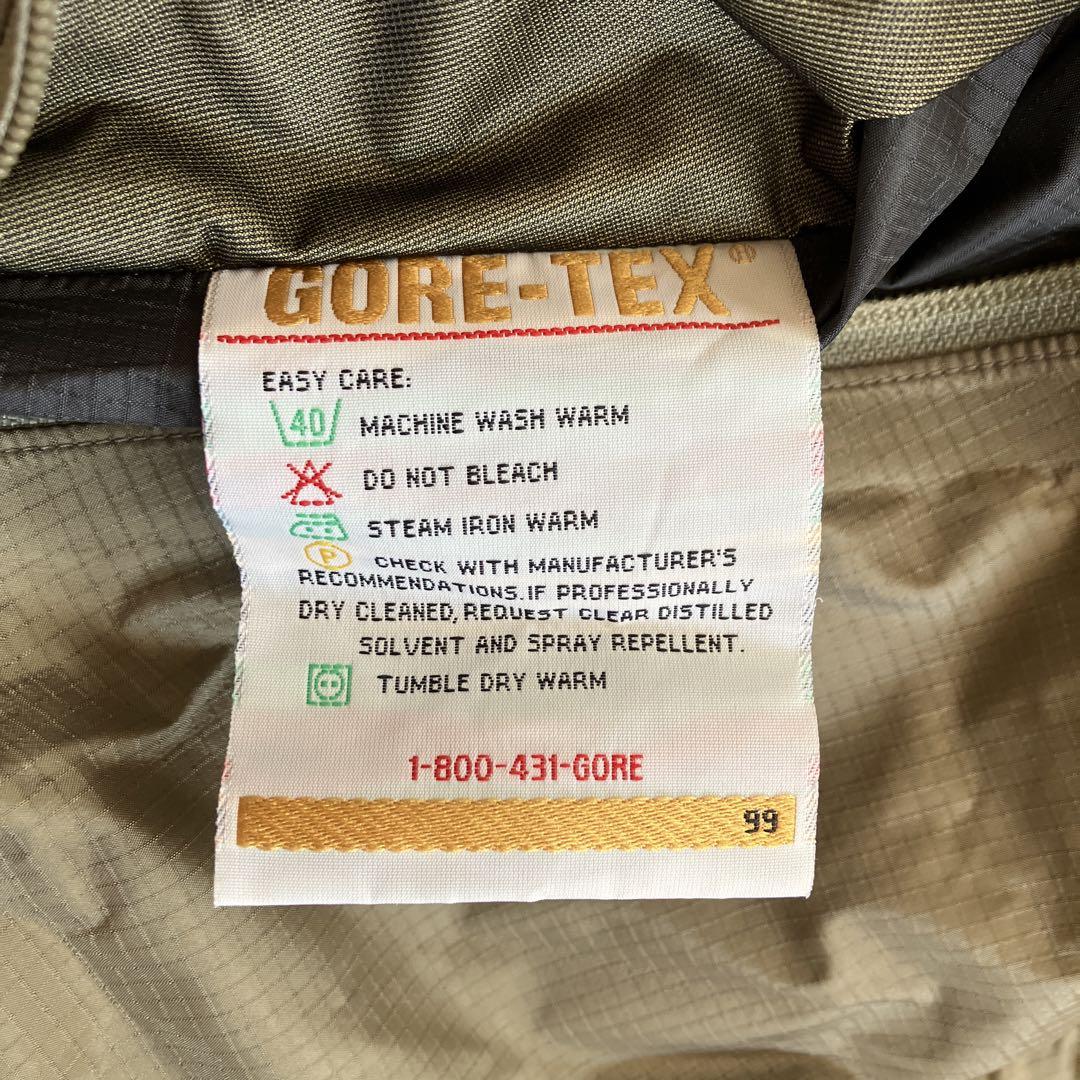 GORE-TEX®
EASY CARE:
40 MACHINE WASH WARM
DO NOT BLEACH
STEAM IRON WARM
P CHECK WITH MANUFACTURER'S
RECOMMENDATIONS.IF PROFESSIONALLY
DRY CLEANED, REQUEST CLEAR DISTILLED
SOLVENT AND SPRAY REPELLENT.
TUMBLE DRY WARM
1-800-431-GORE
99